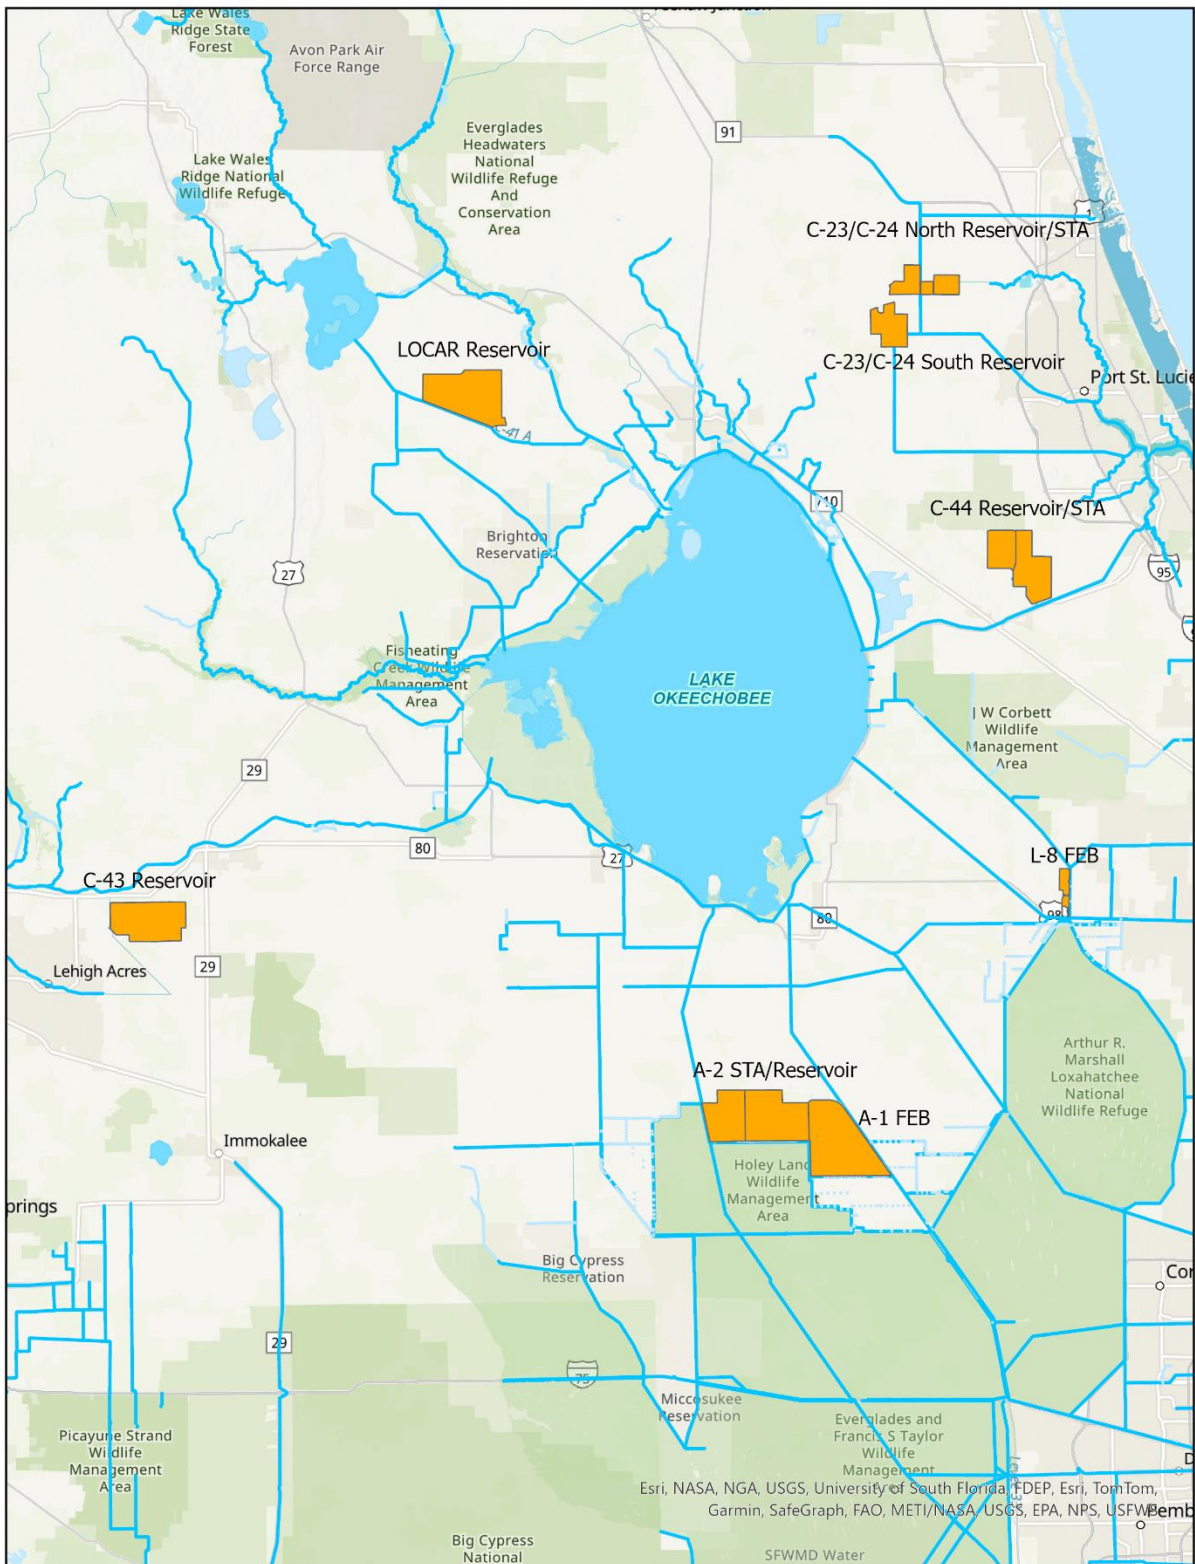 Lake Wales
Ridge State
Forest
Avon Park Air
Force Range
Everglades
Headwaters
National
Wildlife Refuge
And
Conservation
Area
91
Lake Wales
Ridge National
Wildlife Refuge
1
C-23/C-24 North Reservoir/STA
LOCAR Reservoir
C-23/C-24 South Reservoir
Port St. Lucie
C-41 A
710
C-44 Reservoir/STA
Brighton
Reservation
27
95
Fisheating
Creek Wildlife
Management
Area
LAKE
OKEECHOBEE
J W Corbett
Wildlife
Management
Area
29
80
27
L-8 FEB
C-43 Reservoir
98
80
Lehigh Acres
29
Arthur R.
Marshall
Loxahatchee
National
Wildlife Refuge
A-2 STA/Reservoir
A-1 FEB
Immokalee
Holey Land
Wildlife
Management
Area
prings
Big Cypress
Reservation
Cor
29
75
Miccosukee
Reservation
Everglades and
Francis S Taylor
Wildlife
Management
Area
Picayune Strand
Wildlife
Management
Area
D
Esri, NASA, NGA, USGS, University of South Florida, FDEP, Esri, TomTom,
Garmin, SafeGraph, FAO, METI/NASA, USGS, EPA, NPS, USFWS
Pemb
Big Cypress
National
SFWMD Water